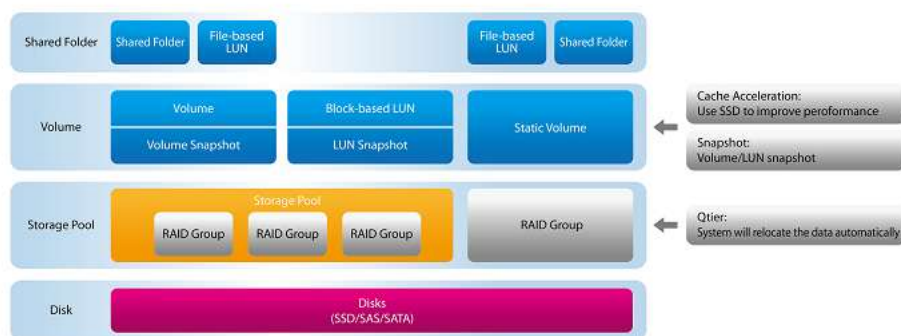 Shared Folder
Shared Folder
File-based
LUN
File-based
LUN
Shared Folder
Volume
Volume
Volume Snapshot
Block-based LUN
LUN Snapshot
Static Volume
Cache Acceleration:
Use SSD to improve peroformance
Snapshot:
Volume/LUN snapshot
Storage Pool
Storage Pool
RAID Group
RAID Group
RAID Group
RAID Group
Qtier:
System will relocate the data automatically
Disk
Disks
(SSD/SAS/SATA)